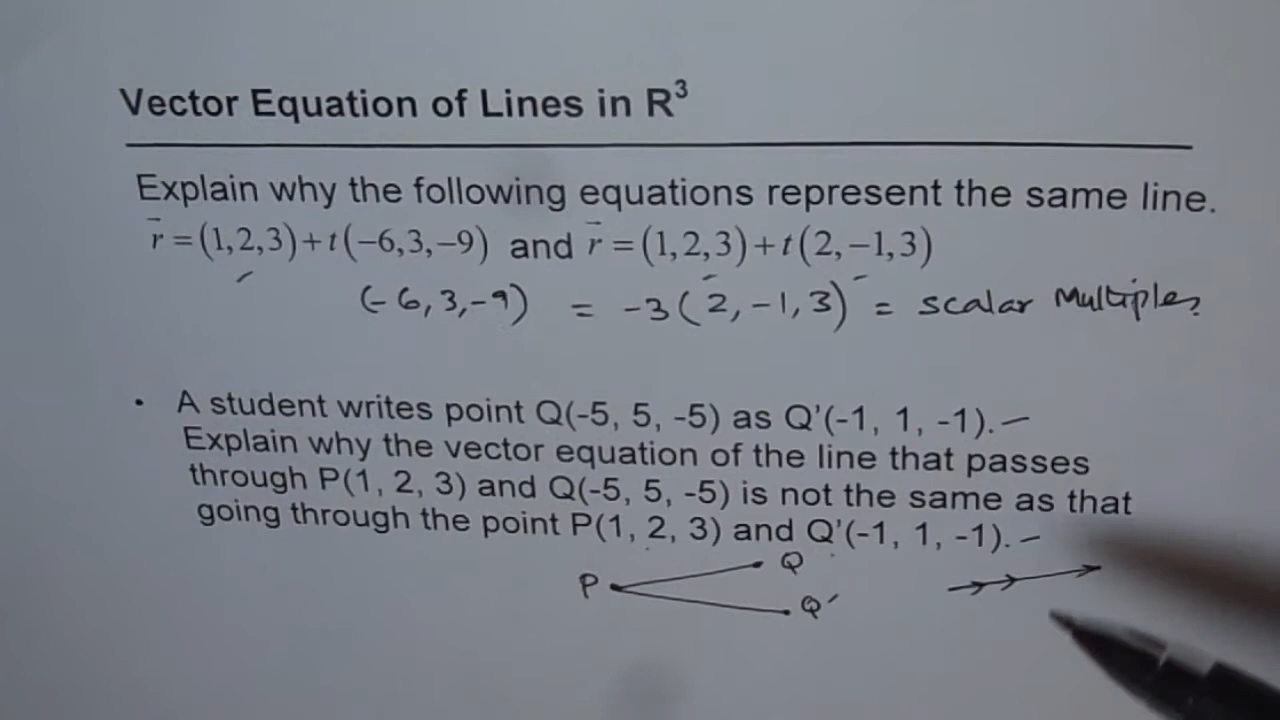 Vector Equation of Lines in R³
Explain why the following equations represent the same line.
r⃗ = (1,2,3)+t(−6,3,−9) and r⃗ = (1,2,3)+t(2,−1,3)
(-6,3,-9) = -3(2,-1,3) = scalar Multiples
• A student writes point Q(-5, 5, -5) as Q'(-1, 1, -1).
Explain why the vector equation of the line that passes
through P(1, 2, 3) and Q(-5, 5, -5) is not the same as that
going through the point P(1, 2, 3) and Q'(-1, 1, -1).
P Q
Q'